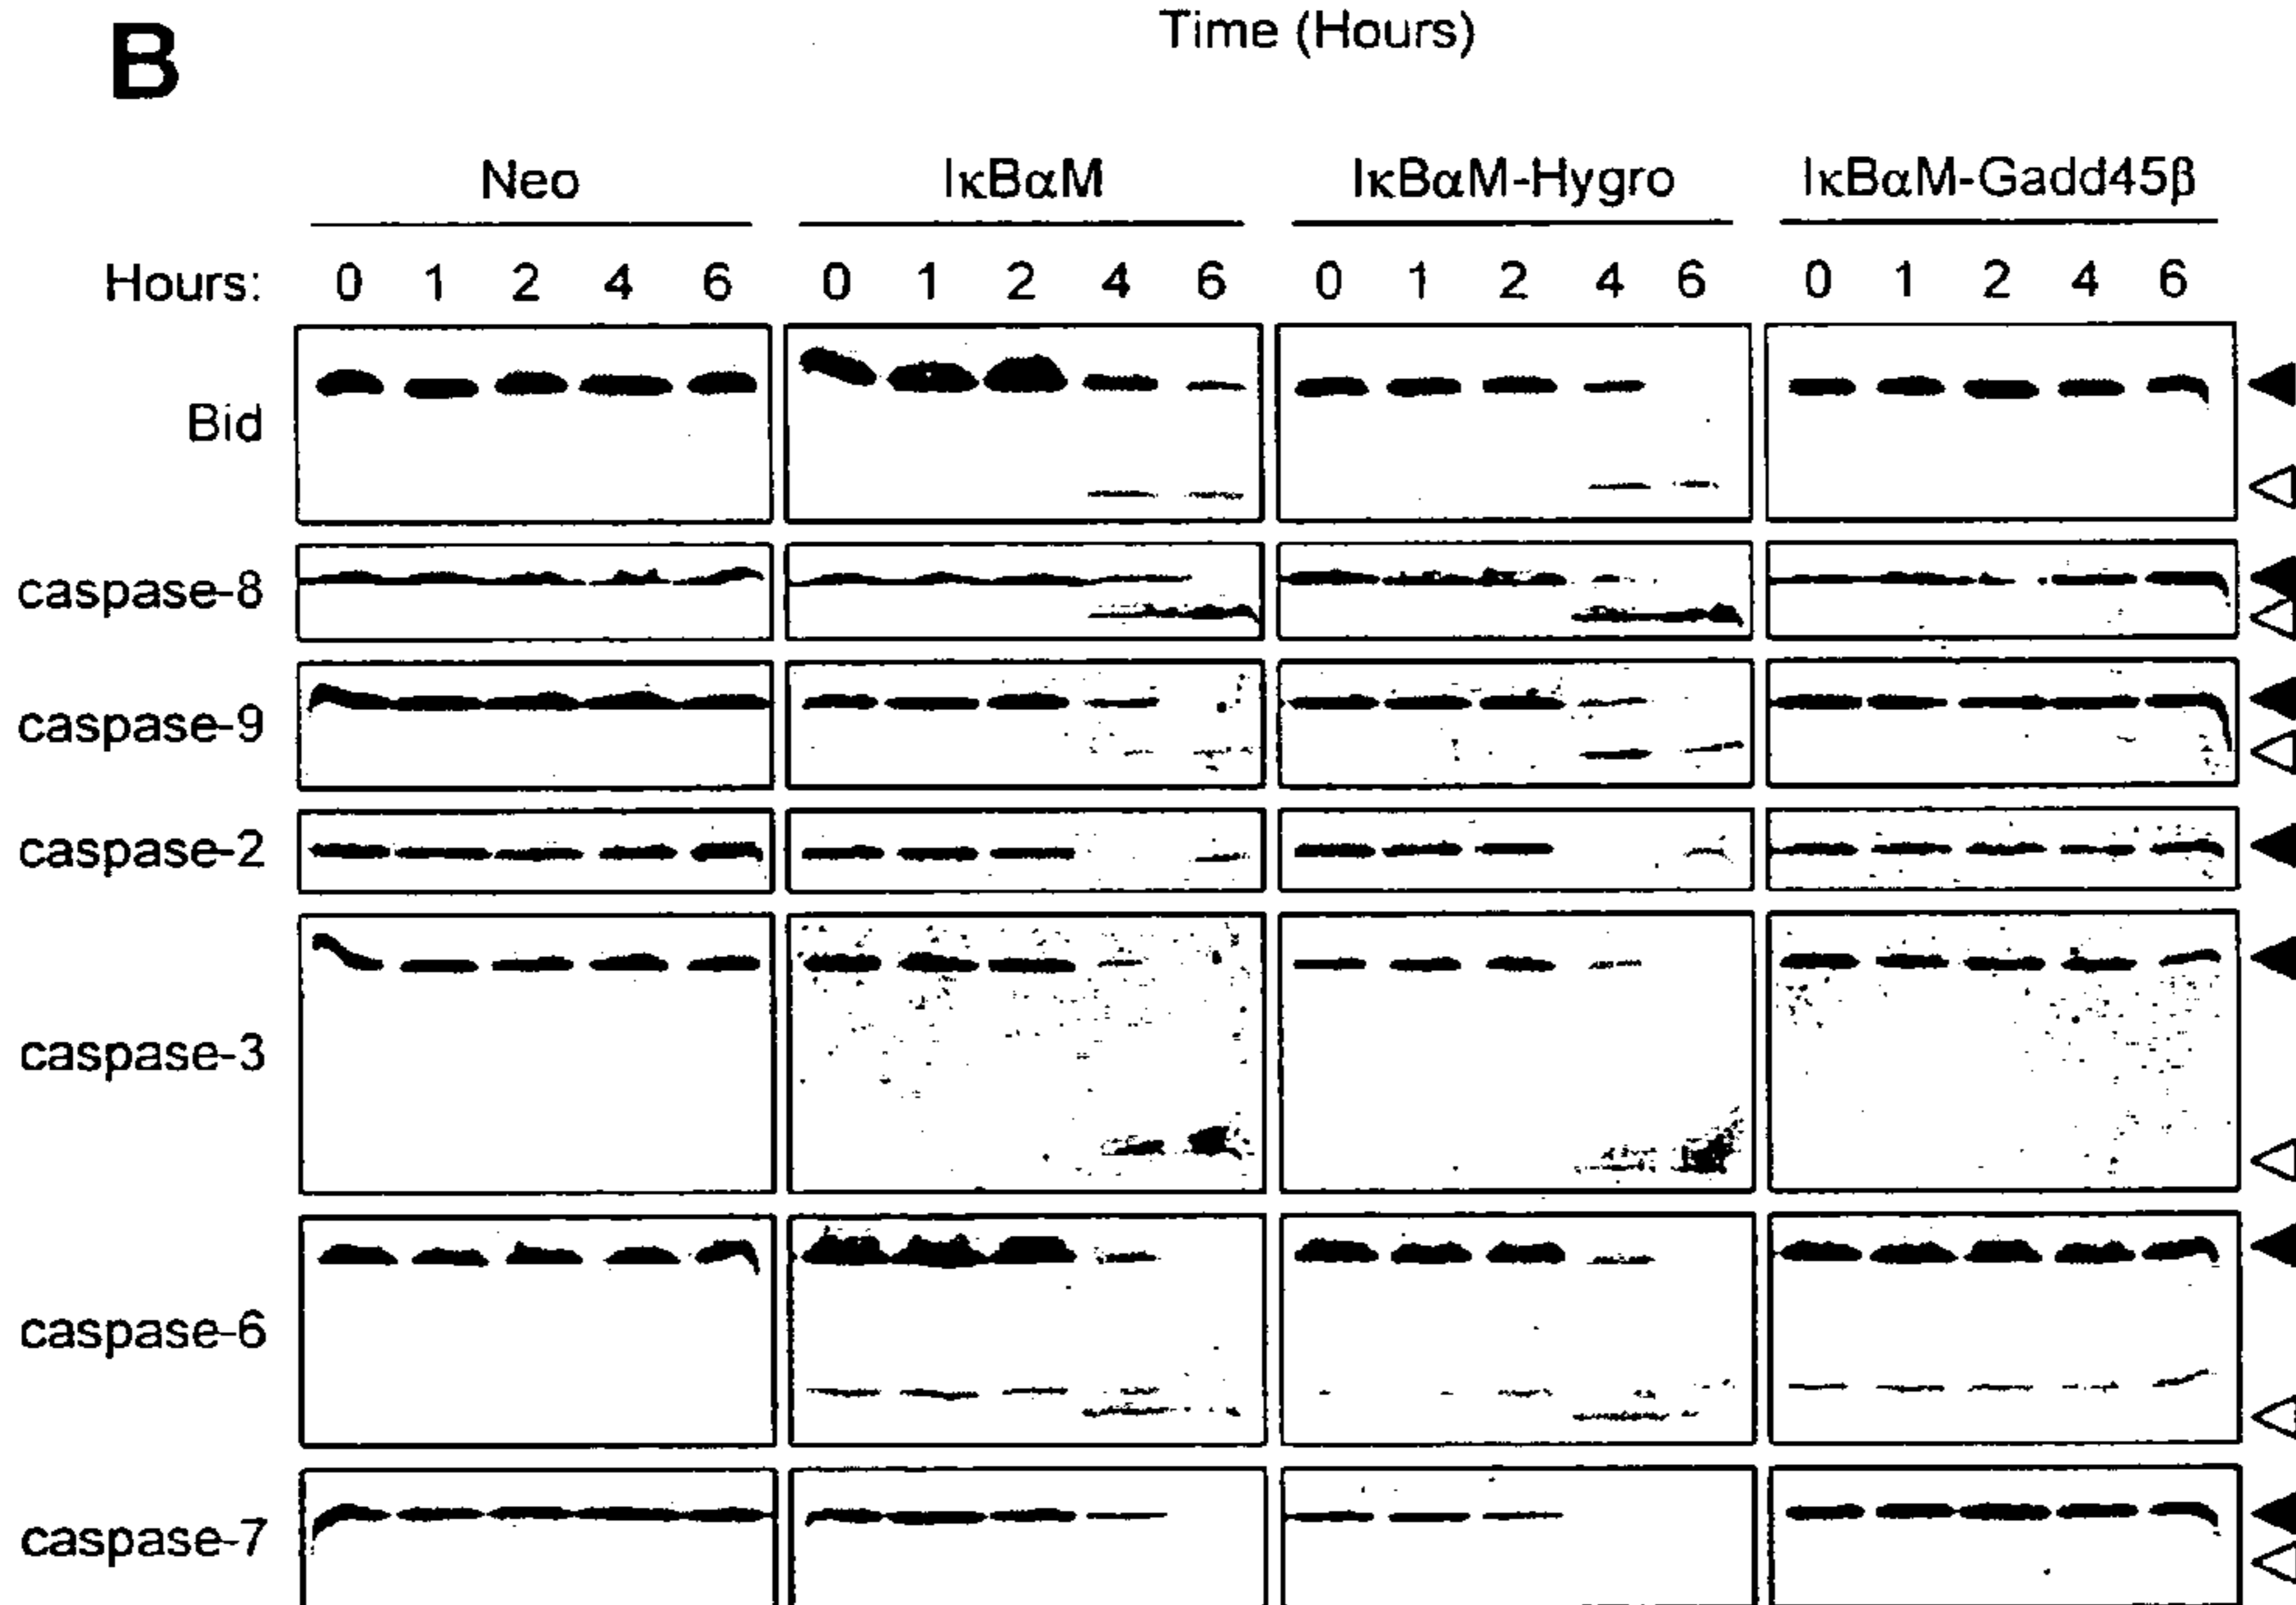 Time (Hours)
B
Neo IκBαM IκBαM-Hygro IκBαM-Gadd45β
Hours: 0 1 2 4 6 0 1 2 4 6 0 1 2 4 6 0 1 2 4 6
Bid
caspase-8
caspase-9
caspase-2
caspase-3
caspase-6
caspase-7